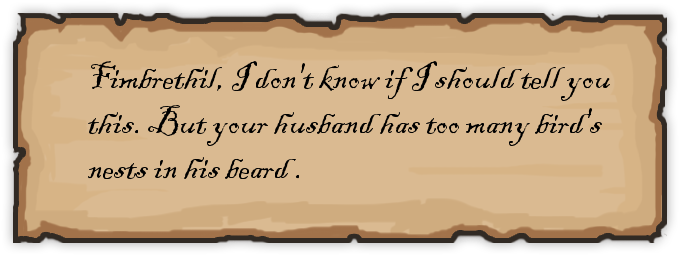 Fimbrethil, I don't know if I should tell you
this. But your husband has too many bird's
nests in his beard .